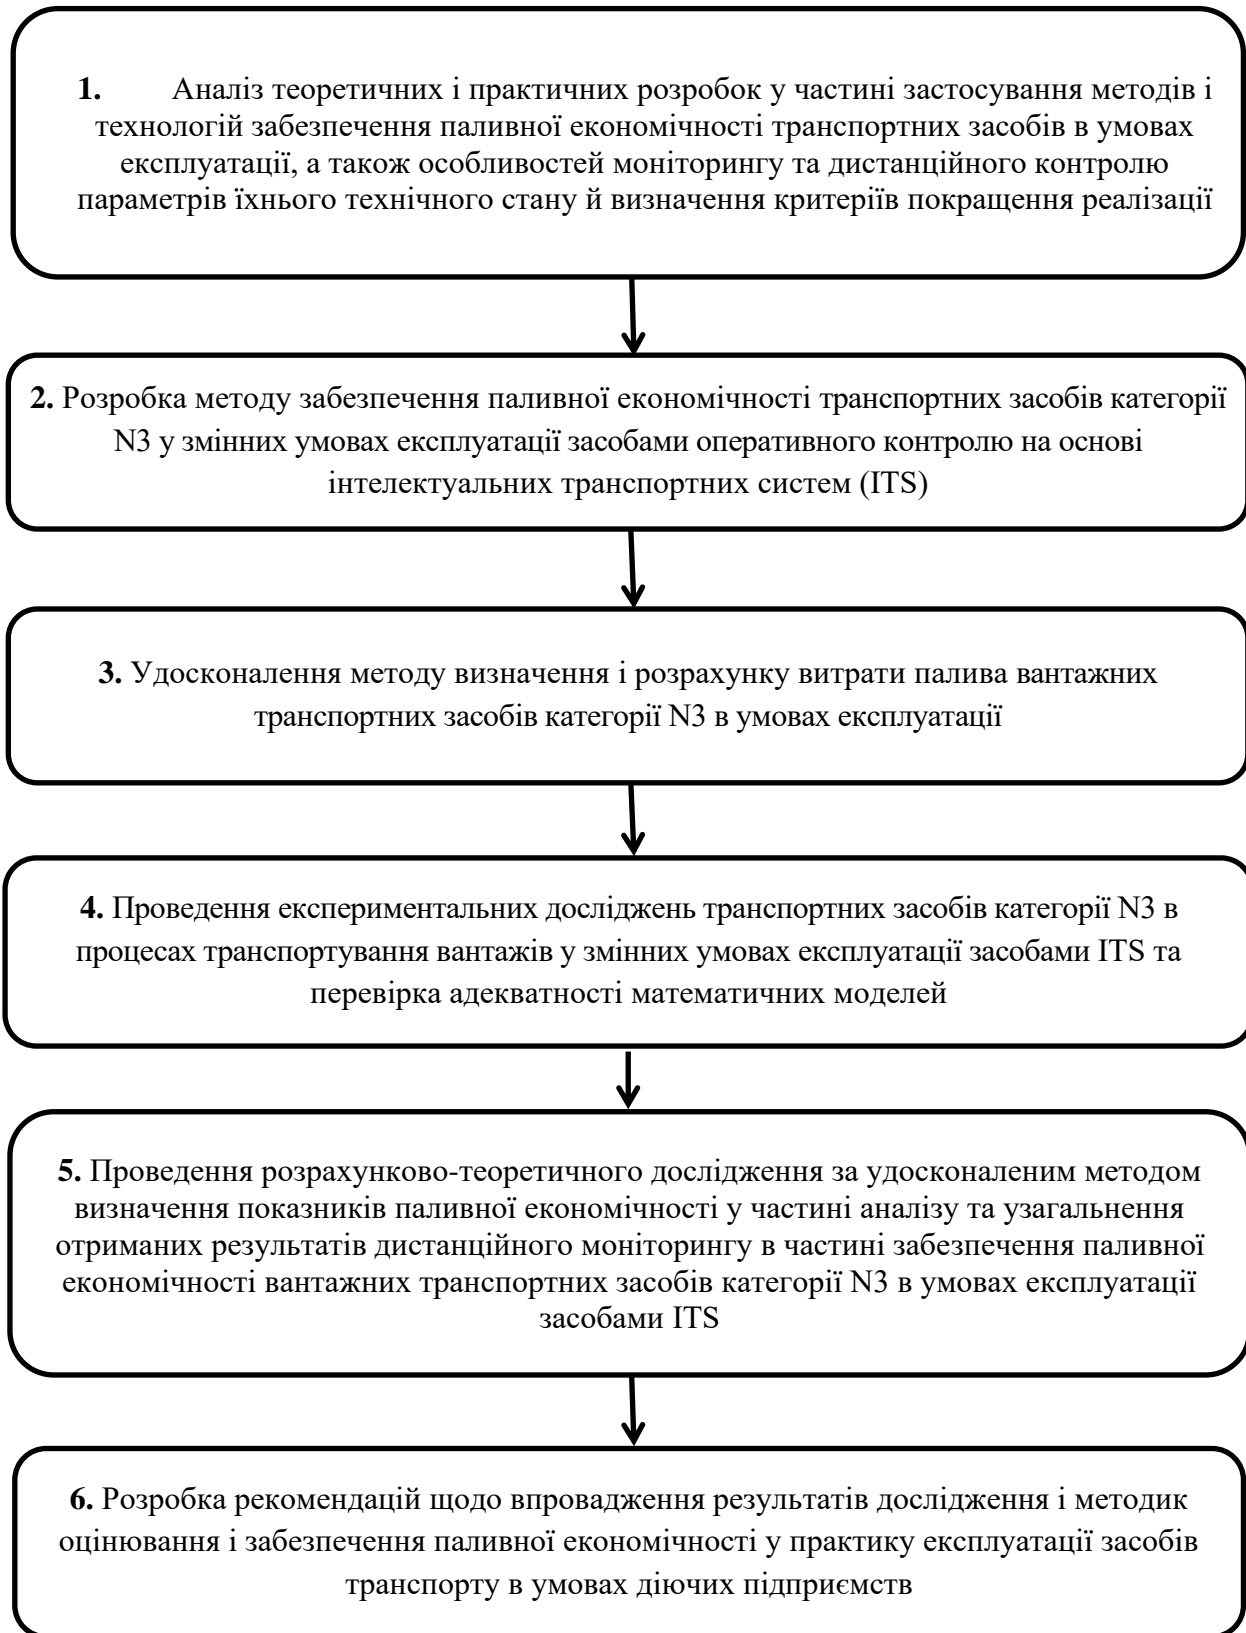 1. Аналіз теоретичних і практичних розробок у частині застосування методів і
технологій забезпечення паливної економічності транспортних засобів в умовах
експлуатації, а також особливостей моніторингу та дистанційного контролю
параметрів їхнього технічного стану й визначення критеріїв покращення реалізації
2. Розробка методу забезпечення паливної економічності транспортних засобів категорії
N3 у змінних умовах експлуатації засобами оперативного контролю на основі
інтелектуальних транспортних систем (ITS)
3. Удосконалення методу визначення і розрахунку витрати палива вантажних
транспортних засобів категорії N3 в умовах експлуатації
4. Проведення експериментальних досліджень транспортних засобів категорії N3 в
процесах транспортування вантажів у змінних умовах експлуатації засобами ITS та
перевірка адекватності математичних моделей
5. Проведення розрахунково-теоретичного дослідження за удосконаленим методом
визначення показників паливної економічності у частині аналізу та узагальнення
отриманих результатів дистанційного моніторингу в частині забезпечення паливної
економічності вантажних транспортних засобів категорії N3 в умовах експлуатації
засобами ITS
6. Розробка рекомендацій щодо впровадження результатів дослідження і методик
оцінювання і забезпечення паливної економічності у практику експлуатації засобів
транспорту в умовах діючих підприємств